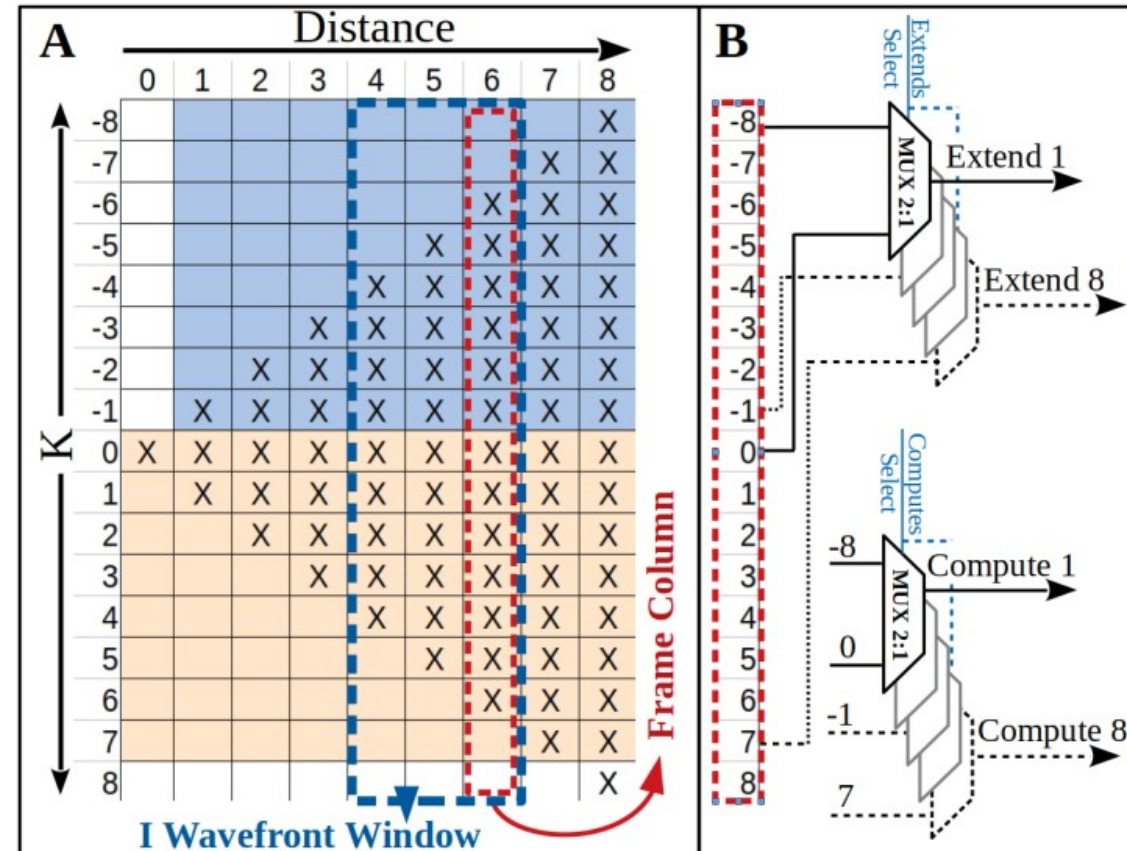 A
Distance
0 1 2 3 4 5 6 7 8
K
-8 X
-7 X X
-6 X X X
-5 X X X X
-4 X X X X X
-3 X X X X X X
-2 X X X X X X X
-1 X X X X X X X X
0 X X X X X X X X X
1 X X X X X X X X
2 X X X X X X X
3 X X X X X X
4 X X X X X
5 X X X X
6 X X X
7 X X
8 X
I Wavefront Window
Frame Column
B
-8
-7
-6
-5
-4
-3
-2
-1
0
1
2
3
4
5
6
7
8
Extends
Select
MUX 2:1
Extend 1
Extend 8
Computes
Select
-8
0
-1
7
MUX 2:1
Compute 1
Compute 8